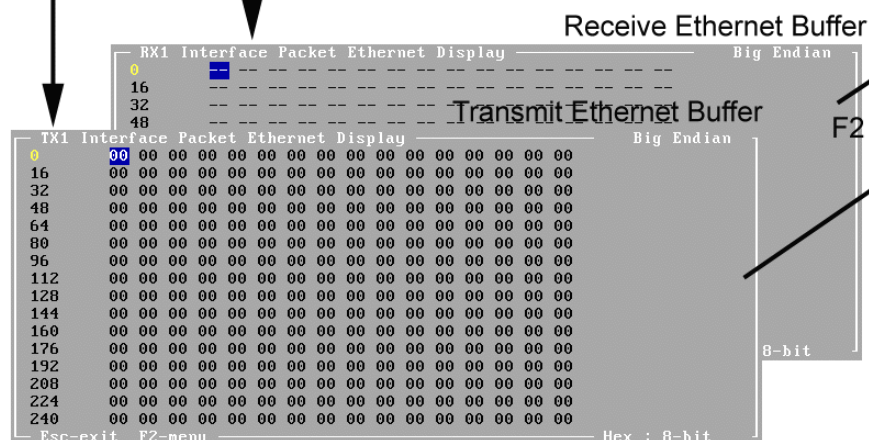 Receive Ethernet Buffer
RX1 Interface Packet Ethernet Display Big Endian
0 -- -- -- -- -- -- -- -- -- -- -- -- -- -- -- --
16 -- -- -- -- -- -- -- -- -- -- -- -- -- -- -- --
32 -- -- -- -- -- -- -- -- -- -- -- -- -- -- -- --
48 -- -- -- -- -- -- -- -- -- -- -- -- -- -- -- --
Transmit Ethernet Buffer
F2
TX1 Interface Packet Ethernet Display Big Endian
0 00 00 00 00 00 00 00 00 00 00 00 00 00 00 00 00
16 00 00 00 00 00 00 00 00 00 00 00 00 00 00 00 00
32 00 00 00 00 00 00 00 00 00 00 00 00 00 00 00 00
48 00 00 00 00 00 00 00 00 00 00 00 00 00 00 00 00
64 00 00 00 00 00 00 00 00 00 00 00 00 00 00 00 00
80 00 00 00 00 00 00 00 00 00 00 00 00 00 00 00 00
96 00 00 00 00 00 00 00 00 00 00 00 00 00 00 00 00
112 00 00 00 00 00 00 00 00 00 00 00 00 00 00 00 00
128 00 00 00 00 00 00 00 00 00 00 00 00 00 00 00 00
144 00 00 00 00 00 00 00 00 00 00 00 00 00 00 00 00
160 00 00 00 00 00 00 00 00 00 00 00 00 00 00 00 00
176 00 00 00 00 00 00 00 00 00 00 00 00 00 00 00 00
8-bit
192 00 00 00 00 00 00 00 00 00 00 00 00 00 00 00 00
208 00 00 00 00 00 00 00 00 00 00 00 00 00 00 00 00
224 00 00 00 00 00 00 00 00 00 00 00 00 00 00 00 00
240 00 00 00 00 00 00 00 00 00 00 00 00 00 00 00 00
Esc-exit F2-menu Hex : 8-bit